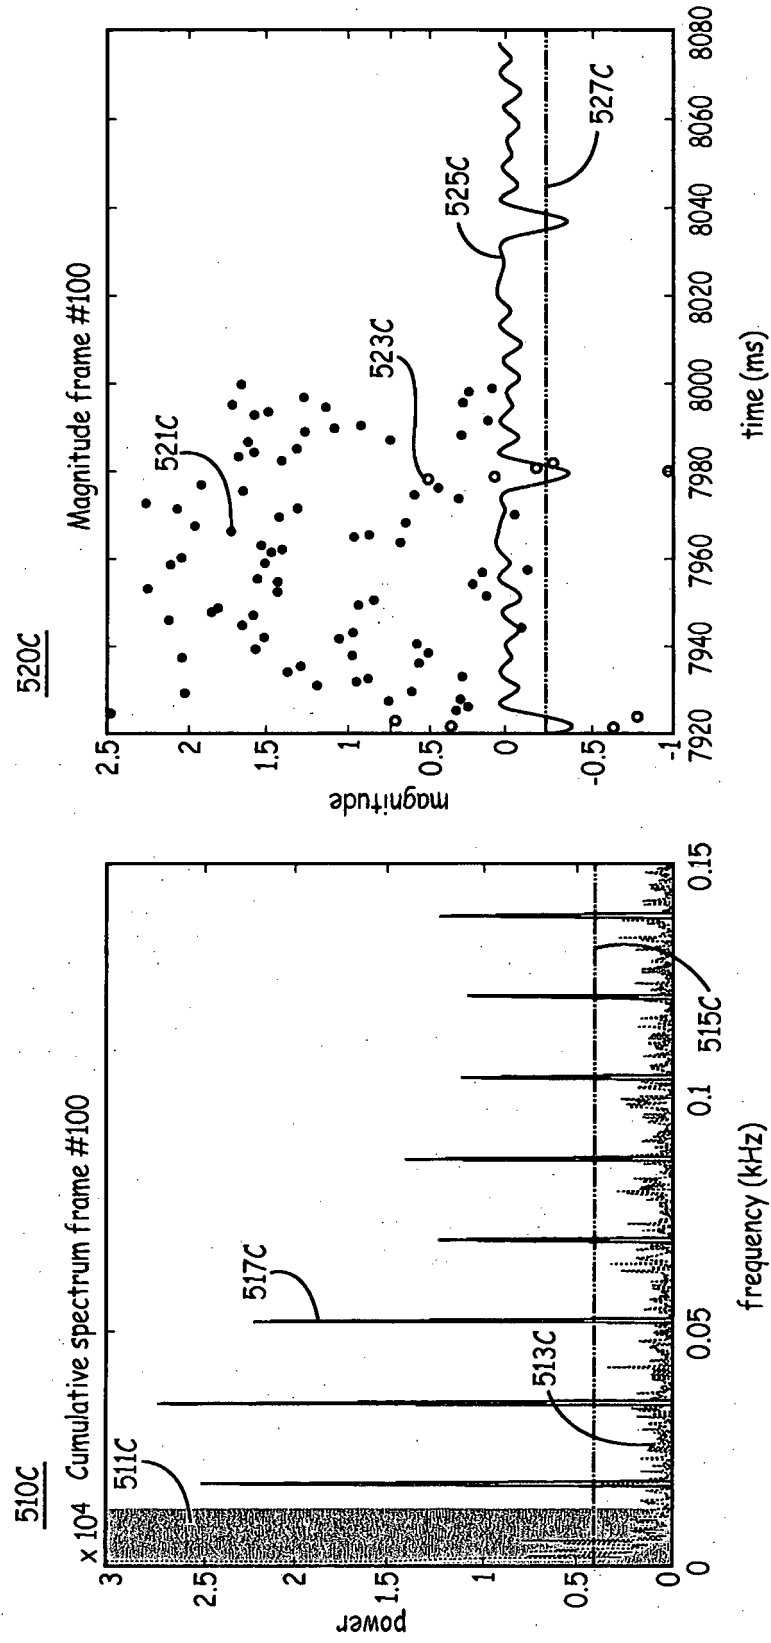 510C
× 10⁴ Cumulative spectrum frame #100
511C
517C
513C
515C
3
2.5
2
1.5
1
0.5
0
power
0
0.05
0.1
0.15
frequency (kHz)
520C
Magnitude frame #100
521C
523C
525C
527C
2.5
2
1.5
1
0.5
0
-0.5
-1
magnitude
7920
7940
7960
7980
8000
8020
8040
8060
8080
time (ms)